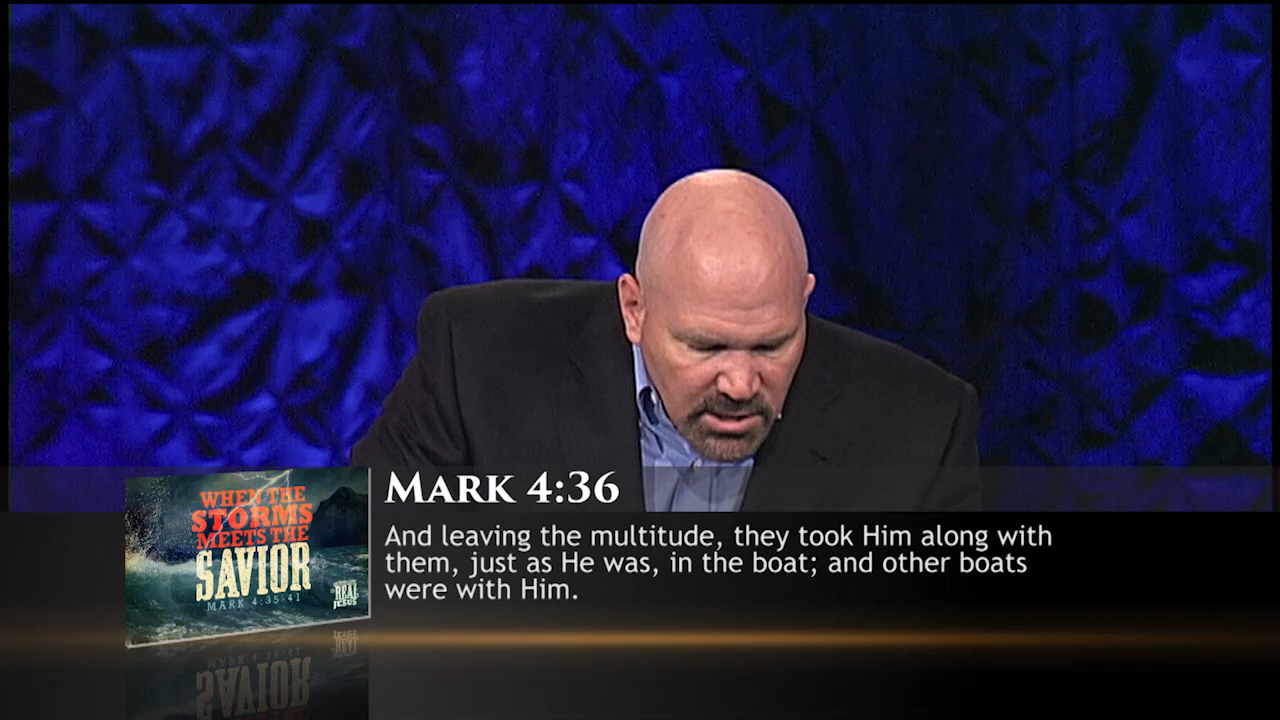 WHEN THE
STORMS
MEETS THE
SAVIOR
MARK 4:35-41
REAL
JESUS
MARK 4:36
And leaving the multitude, they took Him along with
them, just as He was, in the boat; and other boats
were with Him.